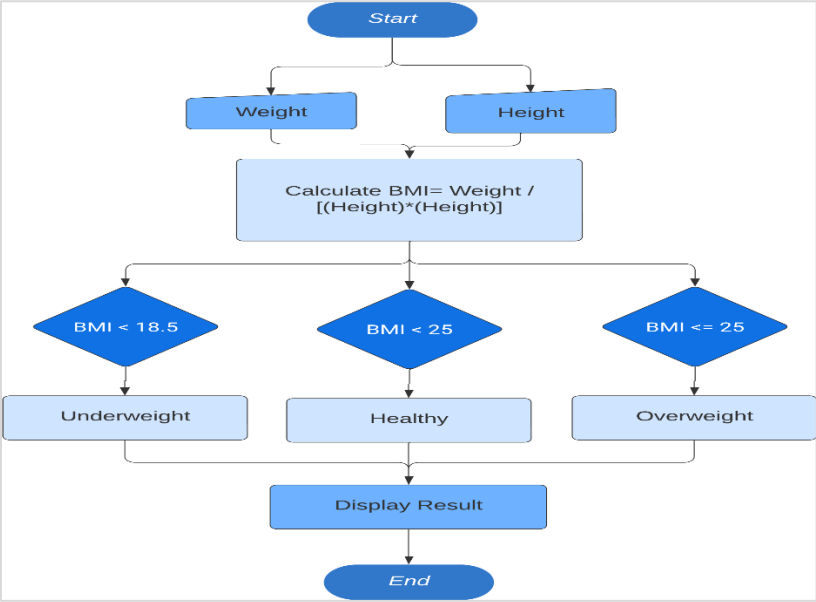 Start
Weight
Height
Calculate BMI= Weight /
[(Height)*(Height)]
BMI < 18.5
BMI < 25
BMI <= 25
Underweight
Healthy
Overweight
Display Result
End